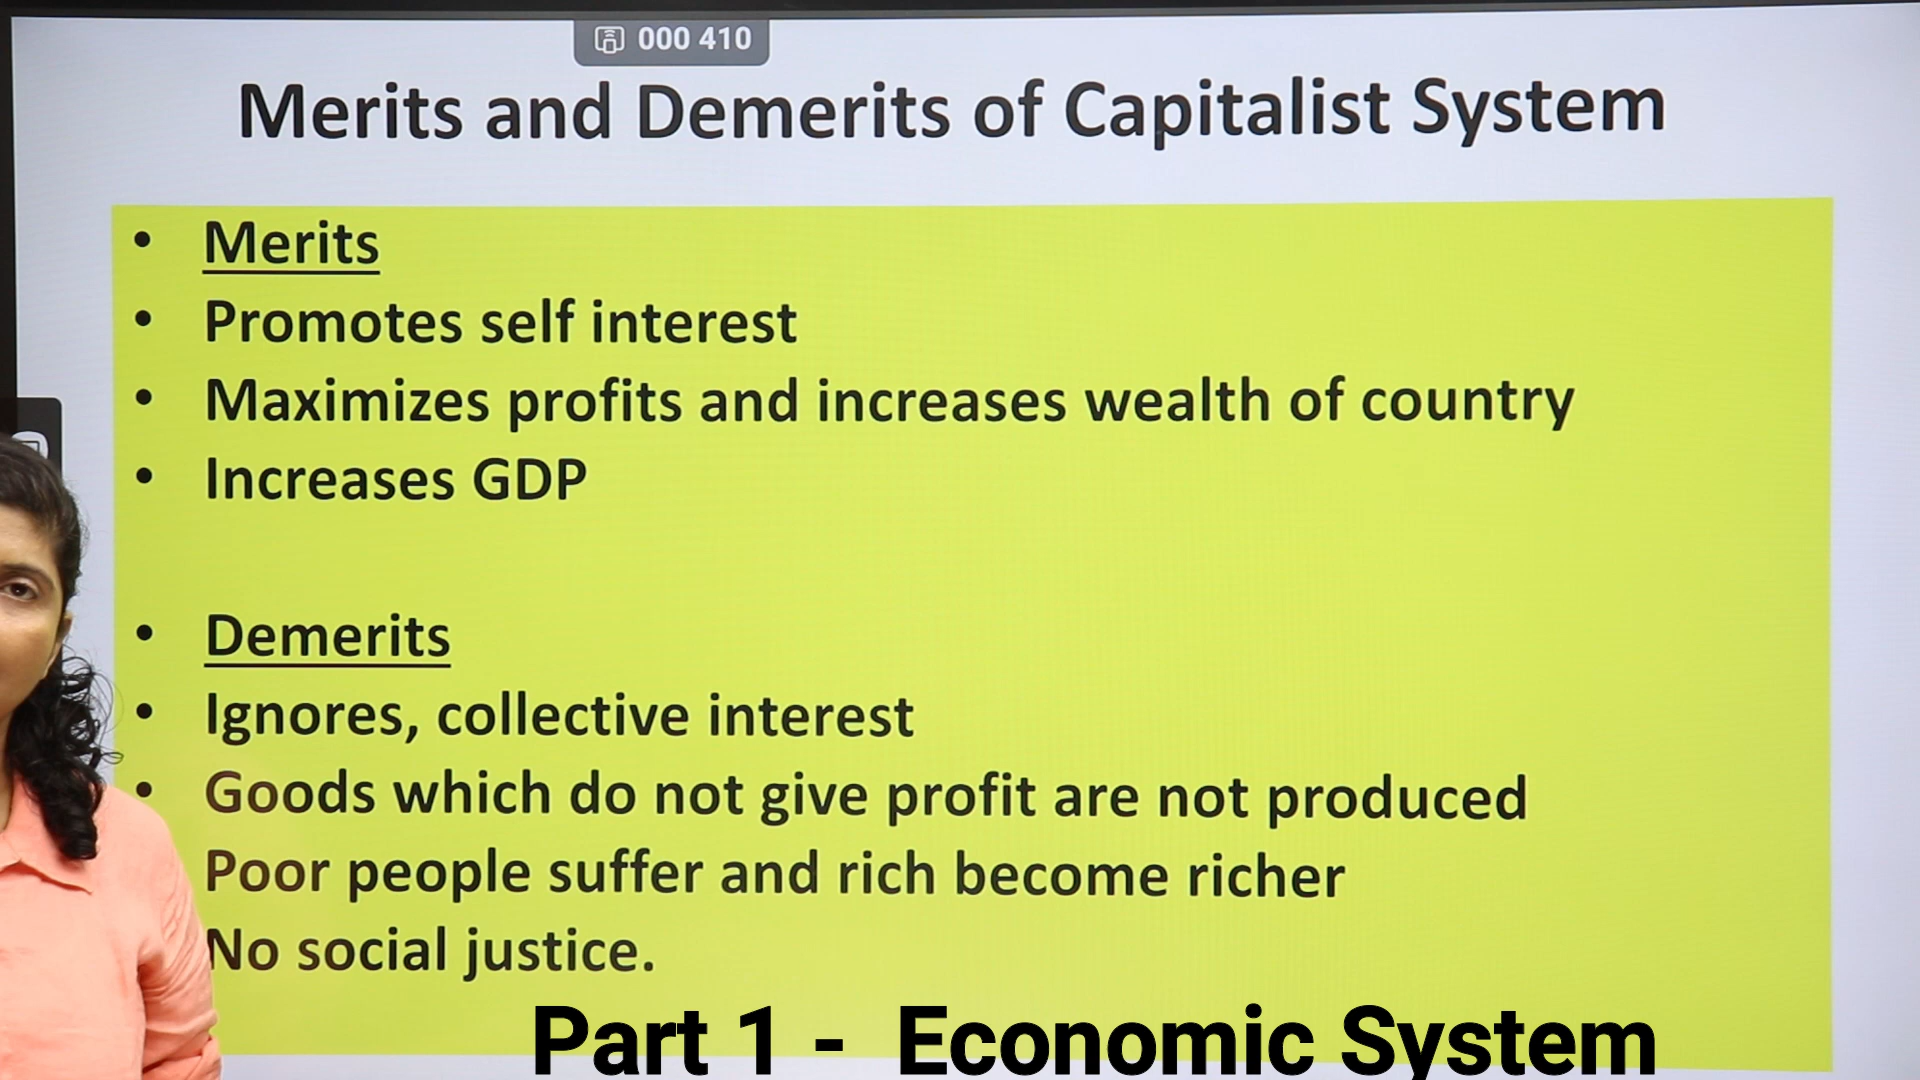 000 410
Merits and Demerits of Capitalist System
• Merits
• Promotes self interest
• Maximizes profits and increases wealth of country
• Increases GDP
• Demerits
• Ignores, collective interest
• Goods which do not give profit are not produced
Poor people suffer and rich become richer
No social justice.
Part 1 - Economic System